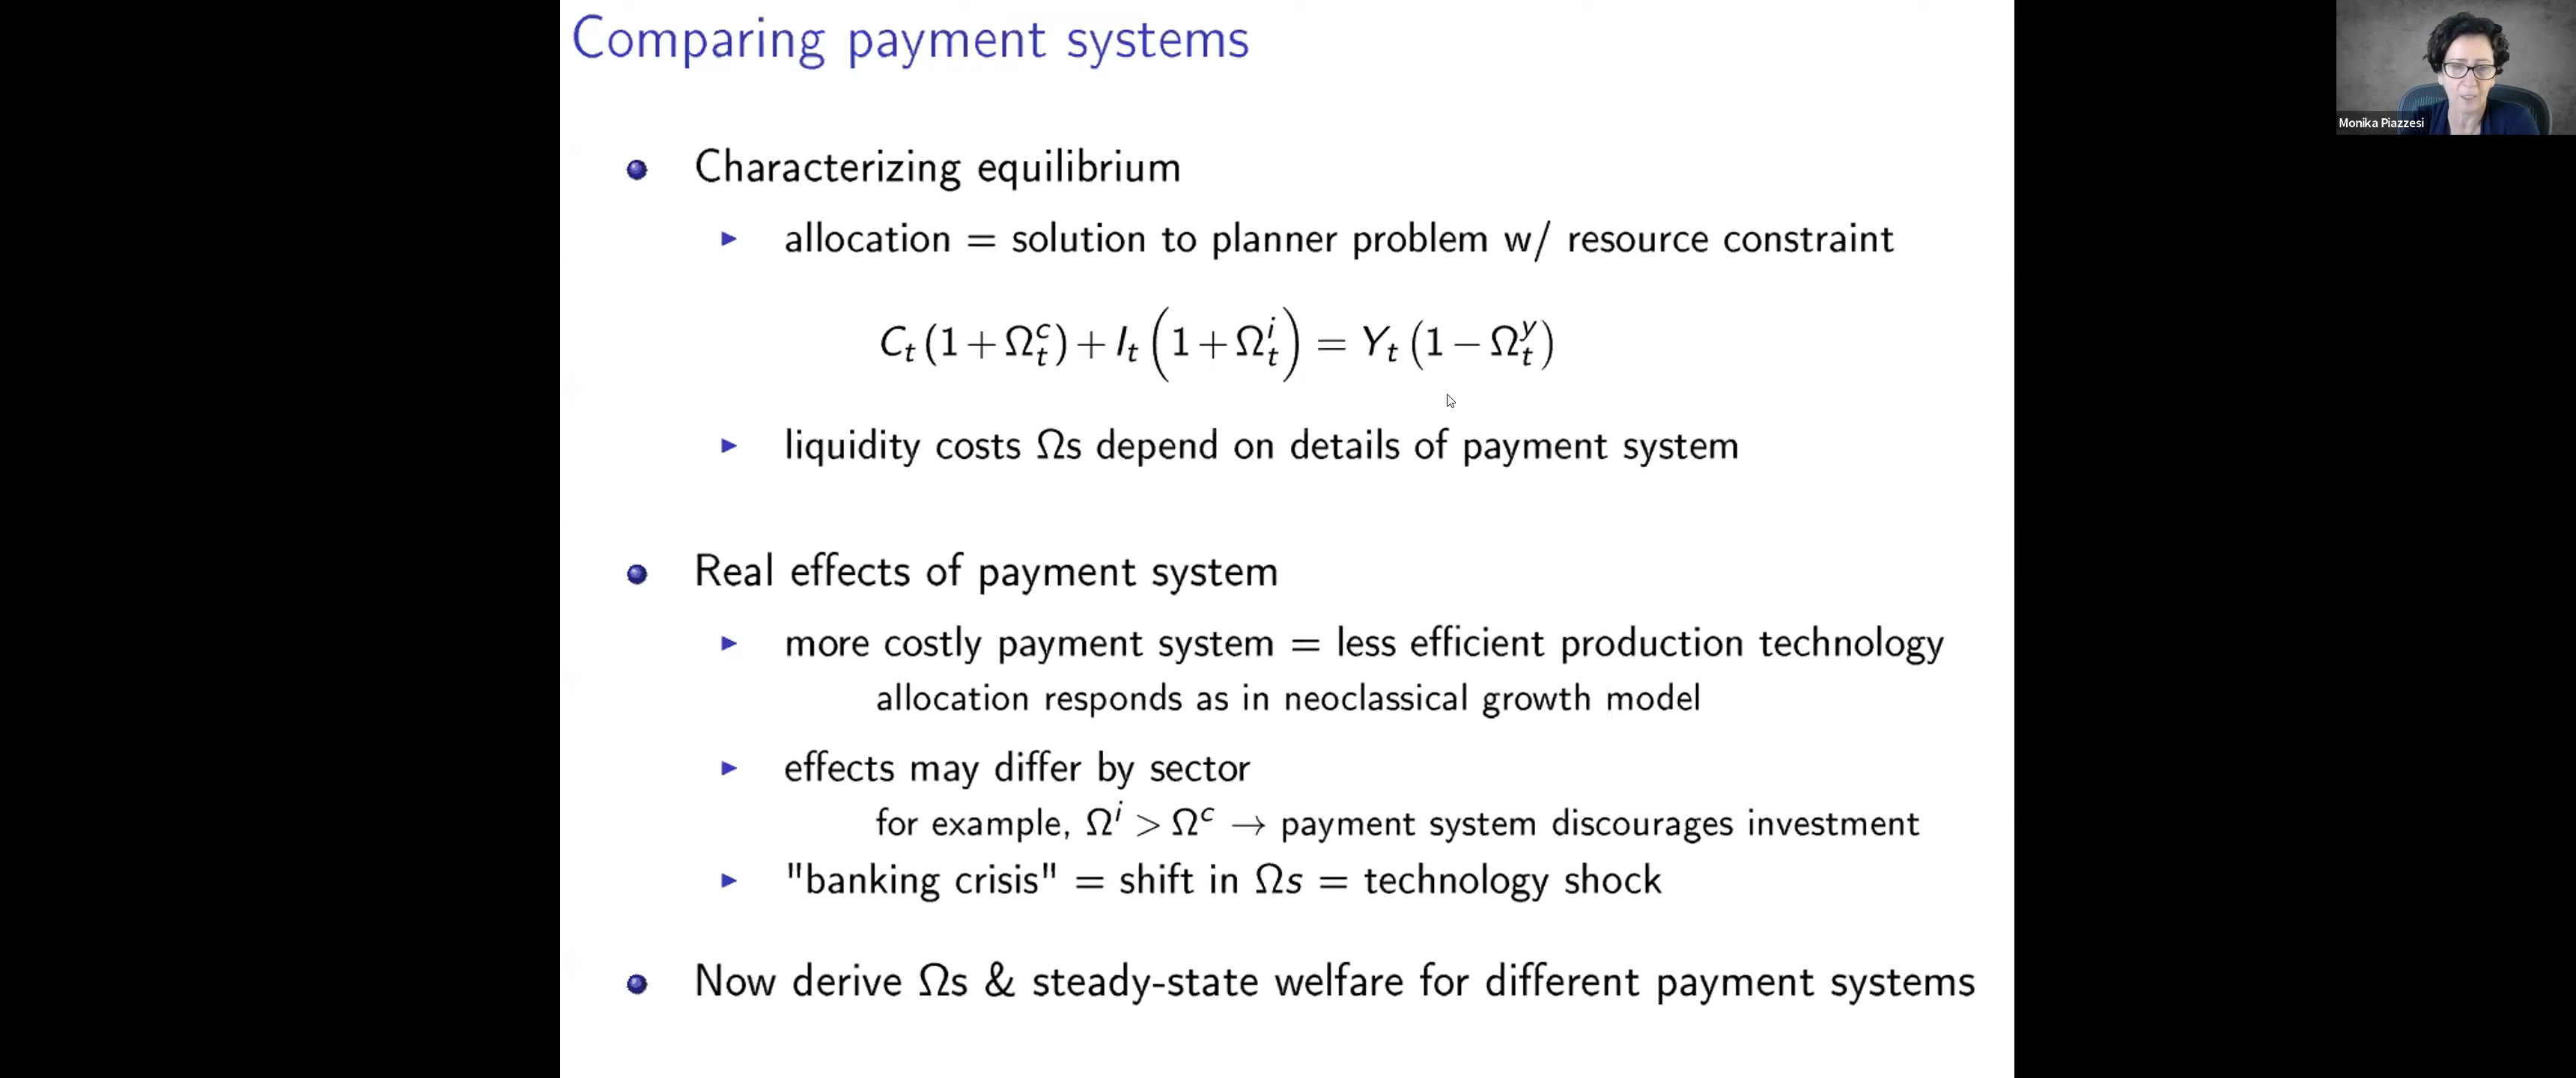 Comparing payment systems
Monika Piazzesi
Characterizing equilibrium
allocation = solution to planner problem w/ resource constraint
C_t (1 + Ω_t^c) + I_t (1 + Ω_t^i) = Y_t (1 − Ω_t^y)
liquidity costs Ωs depend on details of payment system
Real effects of payment system
more costly payment system = less efficient production technology
allocation responds as in neoclassical growth model
effects may differ by sector
for example, Ω^i > Ω^c → payment system discourages investment
"banking crisis" = shift in Ωs = technology shock
Now derive Ωs & steady-state welfare for different payment systems